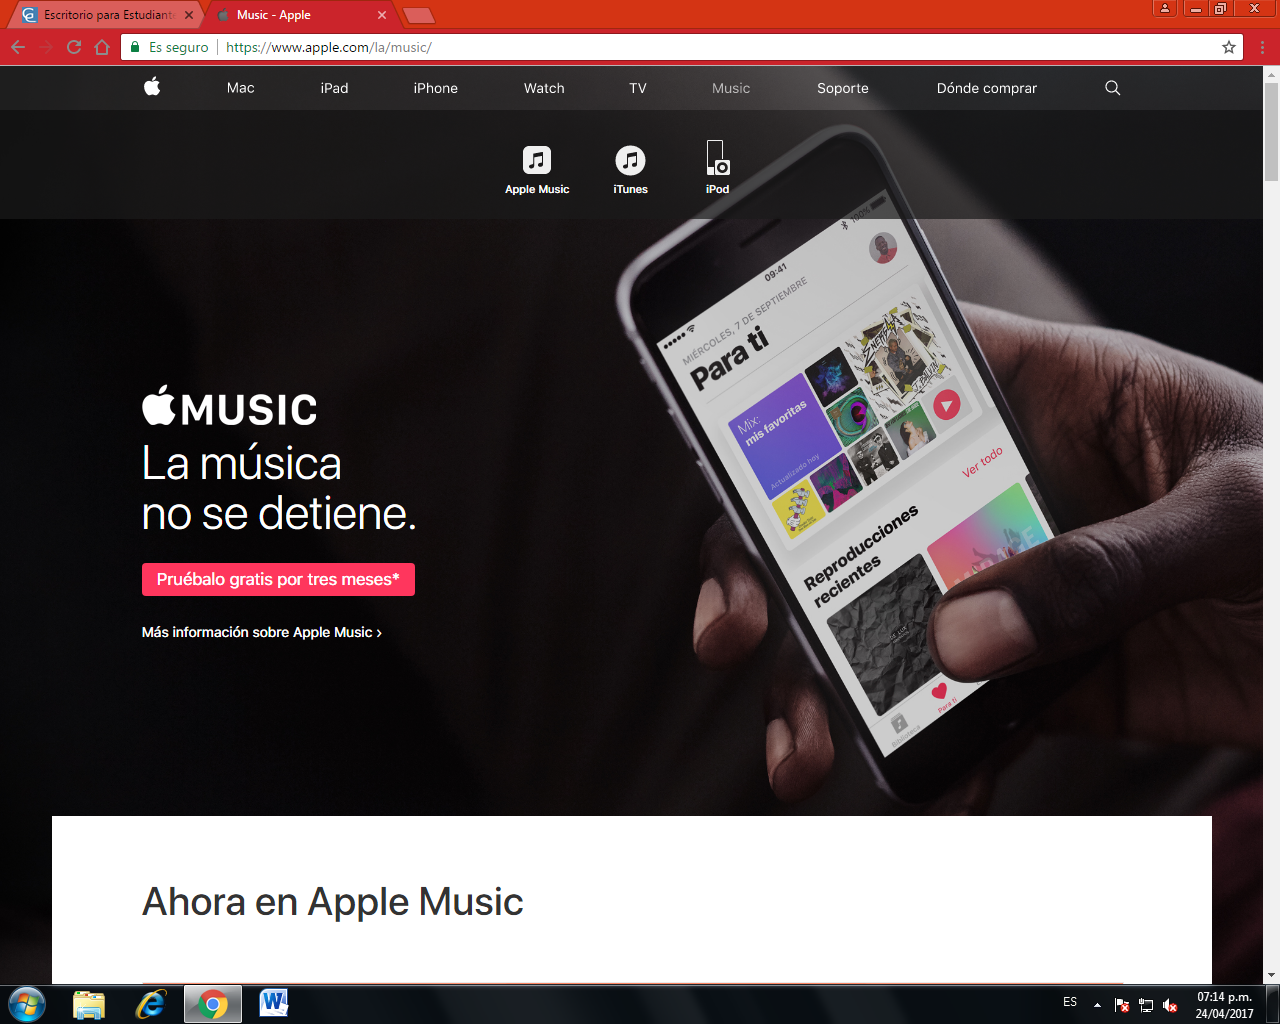 Escritorio para Estudiant
Music - Apple
Es seguro
https://www.apple.com/la/music/
Mac
iPad
iPhone
Watch
TV
Music
Soporte
Dónde comprar
Apple Music
iTunes
iPod
100%
09:41
MIÉRCOLES, 7 DE SEPTIEMBRE
Para ti
Mix:
mis favoritas
Actualizado hoy
J. BALVIN
Ver todo
Reproducciones
recientes
Biblioteca
Para ti
MUSIC
La música
no se detiene.
Pruébalo gratis por tres meses*
Más información sobre Apple Music ›
Ahora en Apple Music
ES
07:14 p.m.
24/04/2017